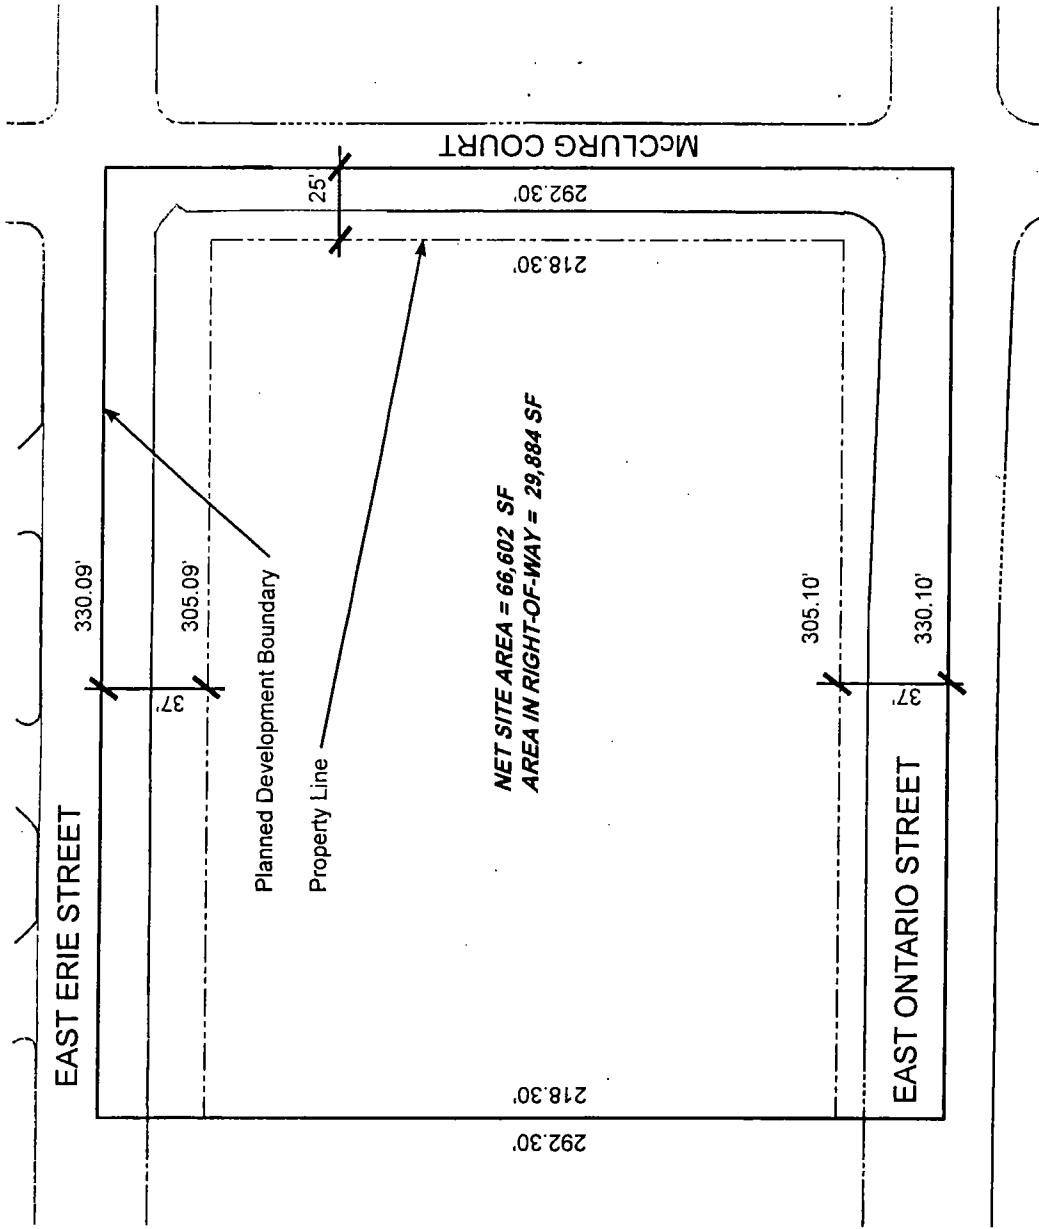 EAST ERIE STREET
330.09'
37'
305.09'
Planned Development Boundary
Property Line
McCLURG COURT
25'
292.30'
218.30'
NET SITE AREA = 66,602 SF
AREA IN RIGHT-OF-WAY = 29,884 SF
218.30'
292.30'
305.10'
37'
330.10'
EAST ONTARIO STREET